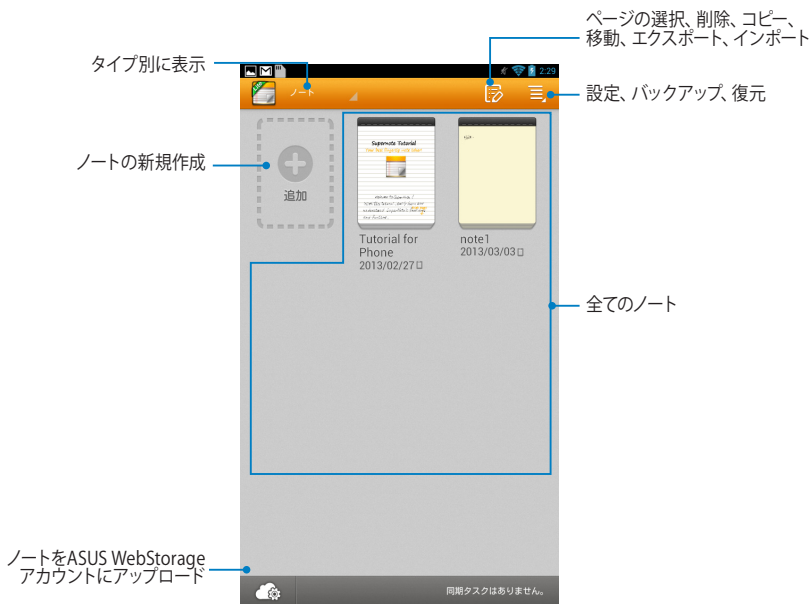 ページの選択、削除、コピー、
移動、エクスポート、インポート
タイプ別に表示
2:29
ノート
設定、バックアップ、復元
ノートの新規作成
追加
Supernote Tutorial
Tutorial for
Phone
2013/02/27
note1
2013/03/03
全てのノート
ノートをASUS WebStorage
アカウントにアップロード
同期タスクはありません。